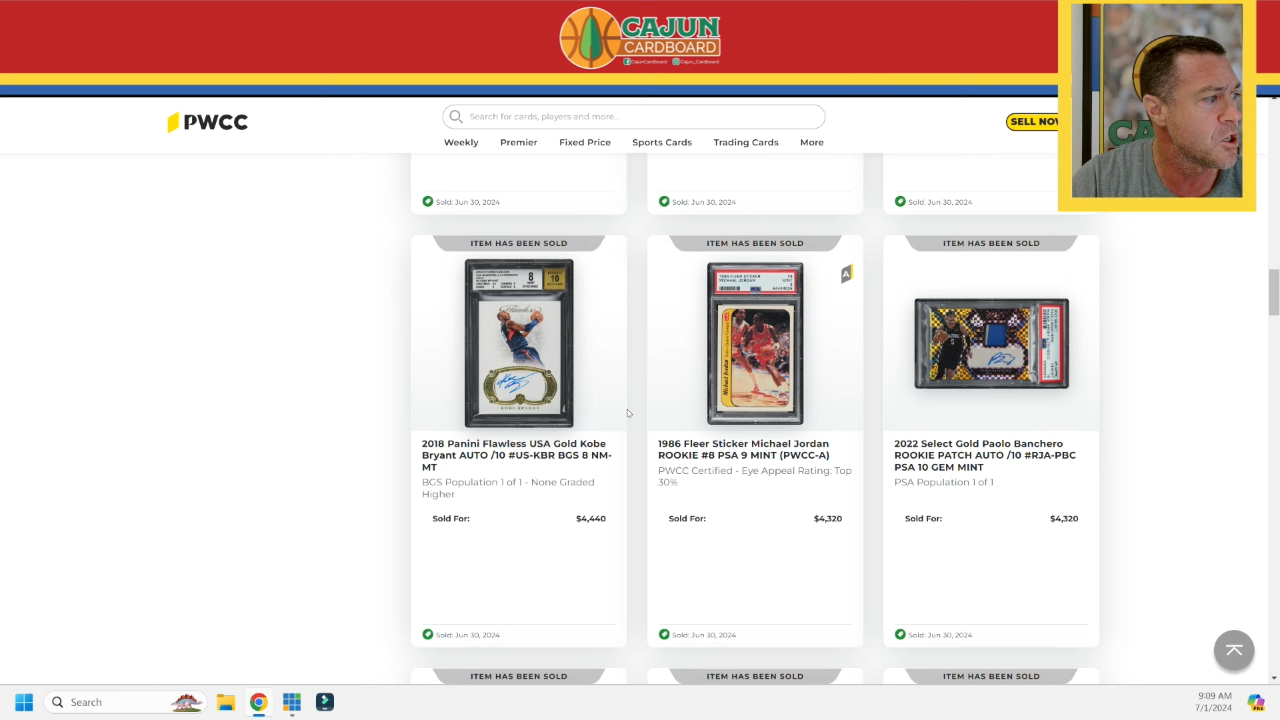 CAJUN
CARDBOARD
CajunCardboard Cajun_Cardboard
PWCC
Search for cards, players and more...
SELL NOW
Weekly Premier Fixed Price Sports Cards Trading Cards More
Sold: Jun 30, 2024 Sold: Jun 30, 2024 Sold: Jun 30, 2024
ITEM HAS BEEN SOLD ITEM HAS BEEN SOLD ITEM HAS BEEN SOLD
2018 Panini Flawless USA Gold Kobe
Bryant AUTO /10 #US-KBR BGS 8 NM-
MT
BGS Population 1 of 1 - None Graded
Higher
Sold For: $4,440
1986 Fleer Sticker Michael Jordan
ROOKIE #8 PSA 9 MINT (PWCC-A)
PWCC Certified - Eye Appeal Rating: Top
30%
Sold For: $4,320
2022 Select Gold Paolo Banchero
ROOKIE PATCH AUTO /10 #RJA-PBC
PSA 10 GEM MINT
PSA Population 1 of 1
Sold For: $4,320
Sold: Jun 30, 2024 Sold: Jun 30, 2024 Sold: Jun 30, 2024
ITEM HAS BEEN SOLD ITEM HAS BEEN SOLD ITEM HAS BEEN SOLD
Search
9:09 AM
7/1/2024